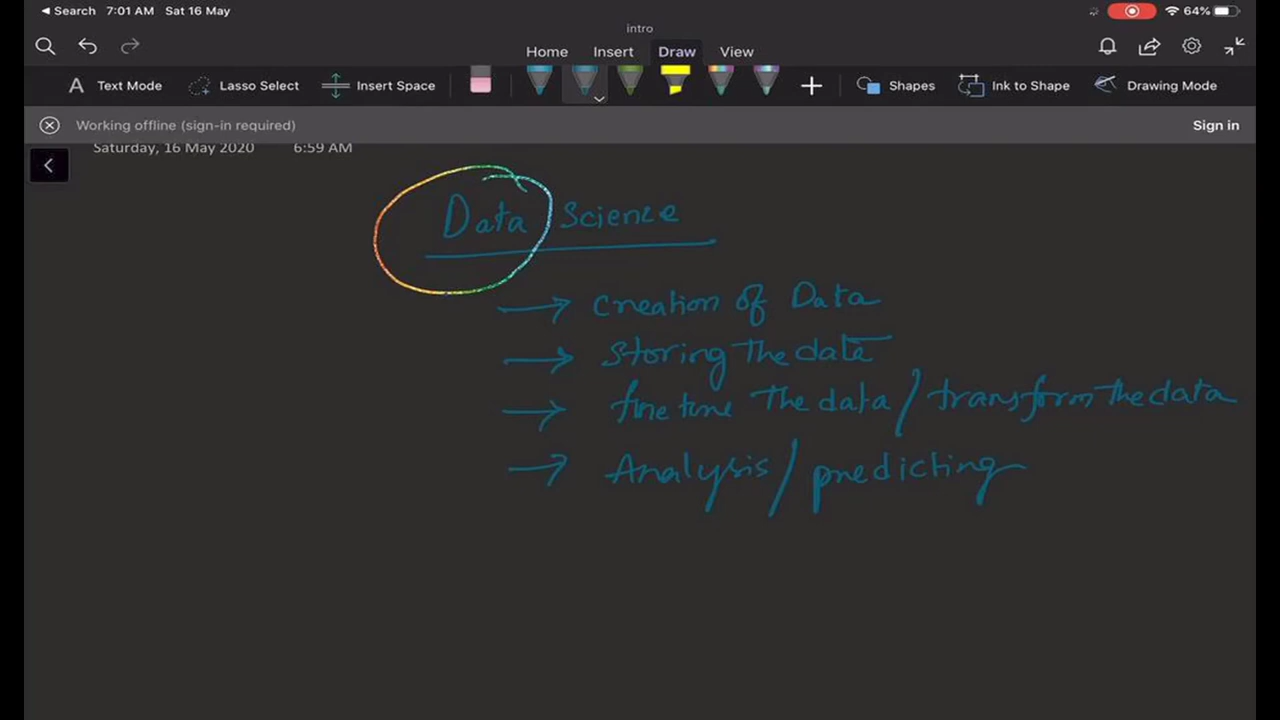 Search 7:01 AM Sat 16 May 64%
intro
Home Insert Draw View
Text Mode Lasso Select Insert Space Shapes Ink to Shape Drawing Mode
Working offline (sign-in required) Sign in
Saturday, 16 May 2020 6:59 AM
Data Science
→ Creation of Data
→ Storing the date
→ fine tune the data / transform the data
→ Analysis / predicting